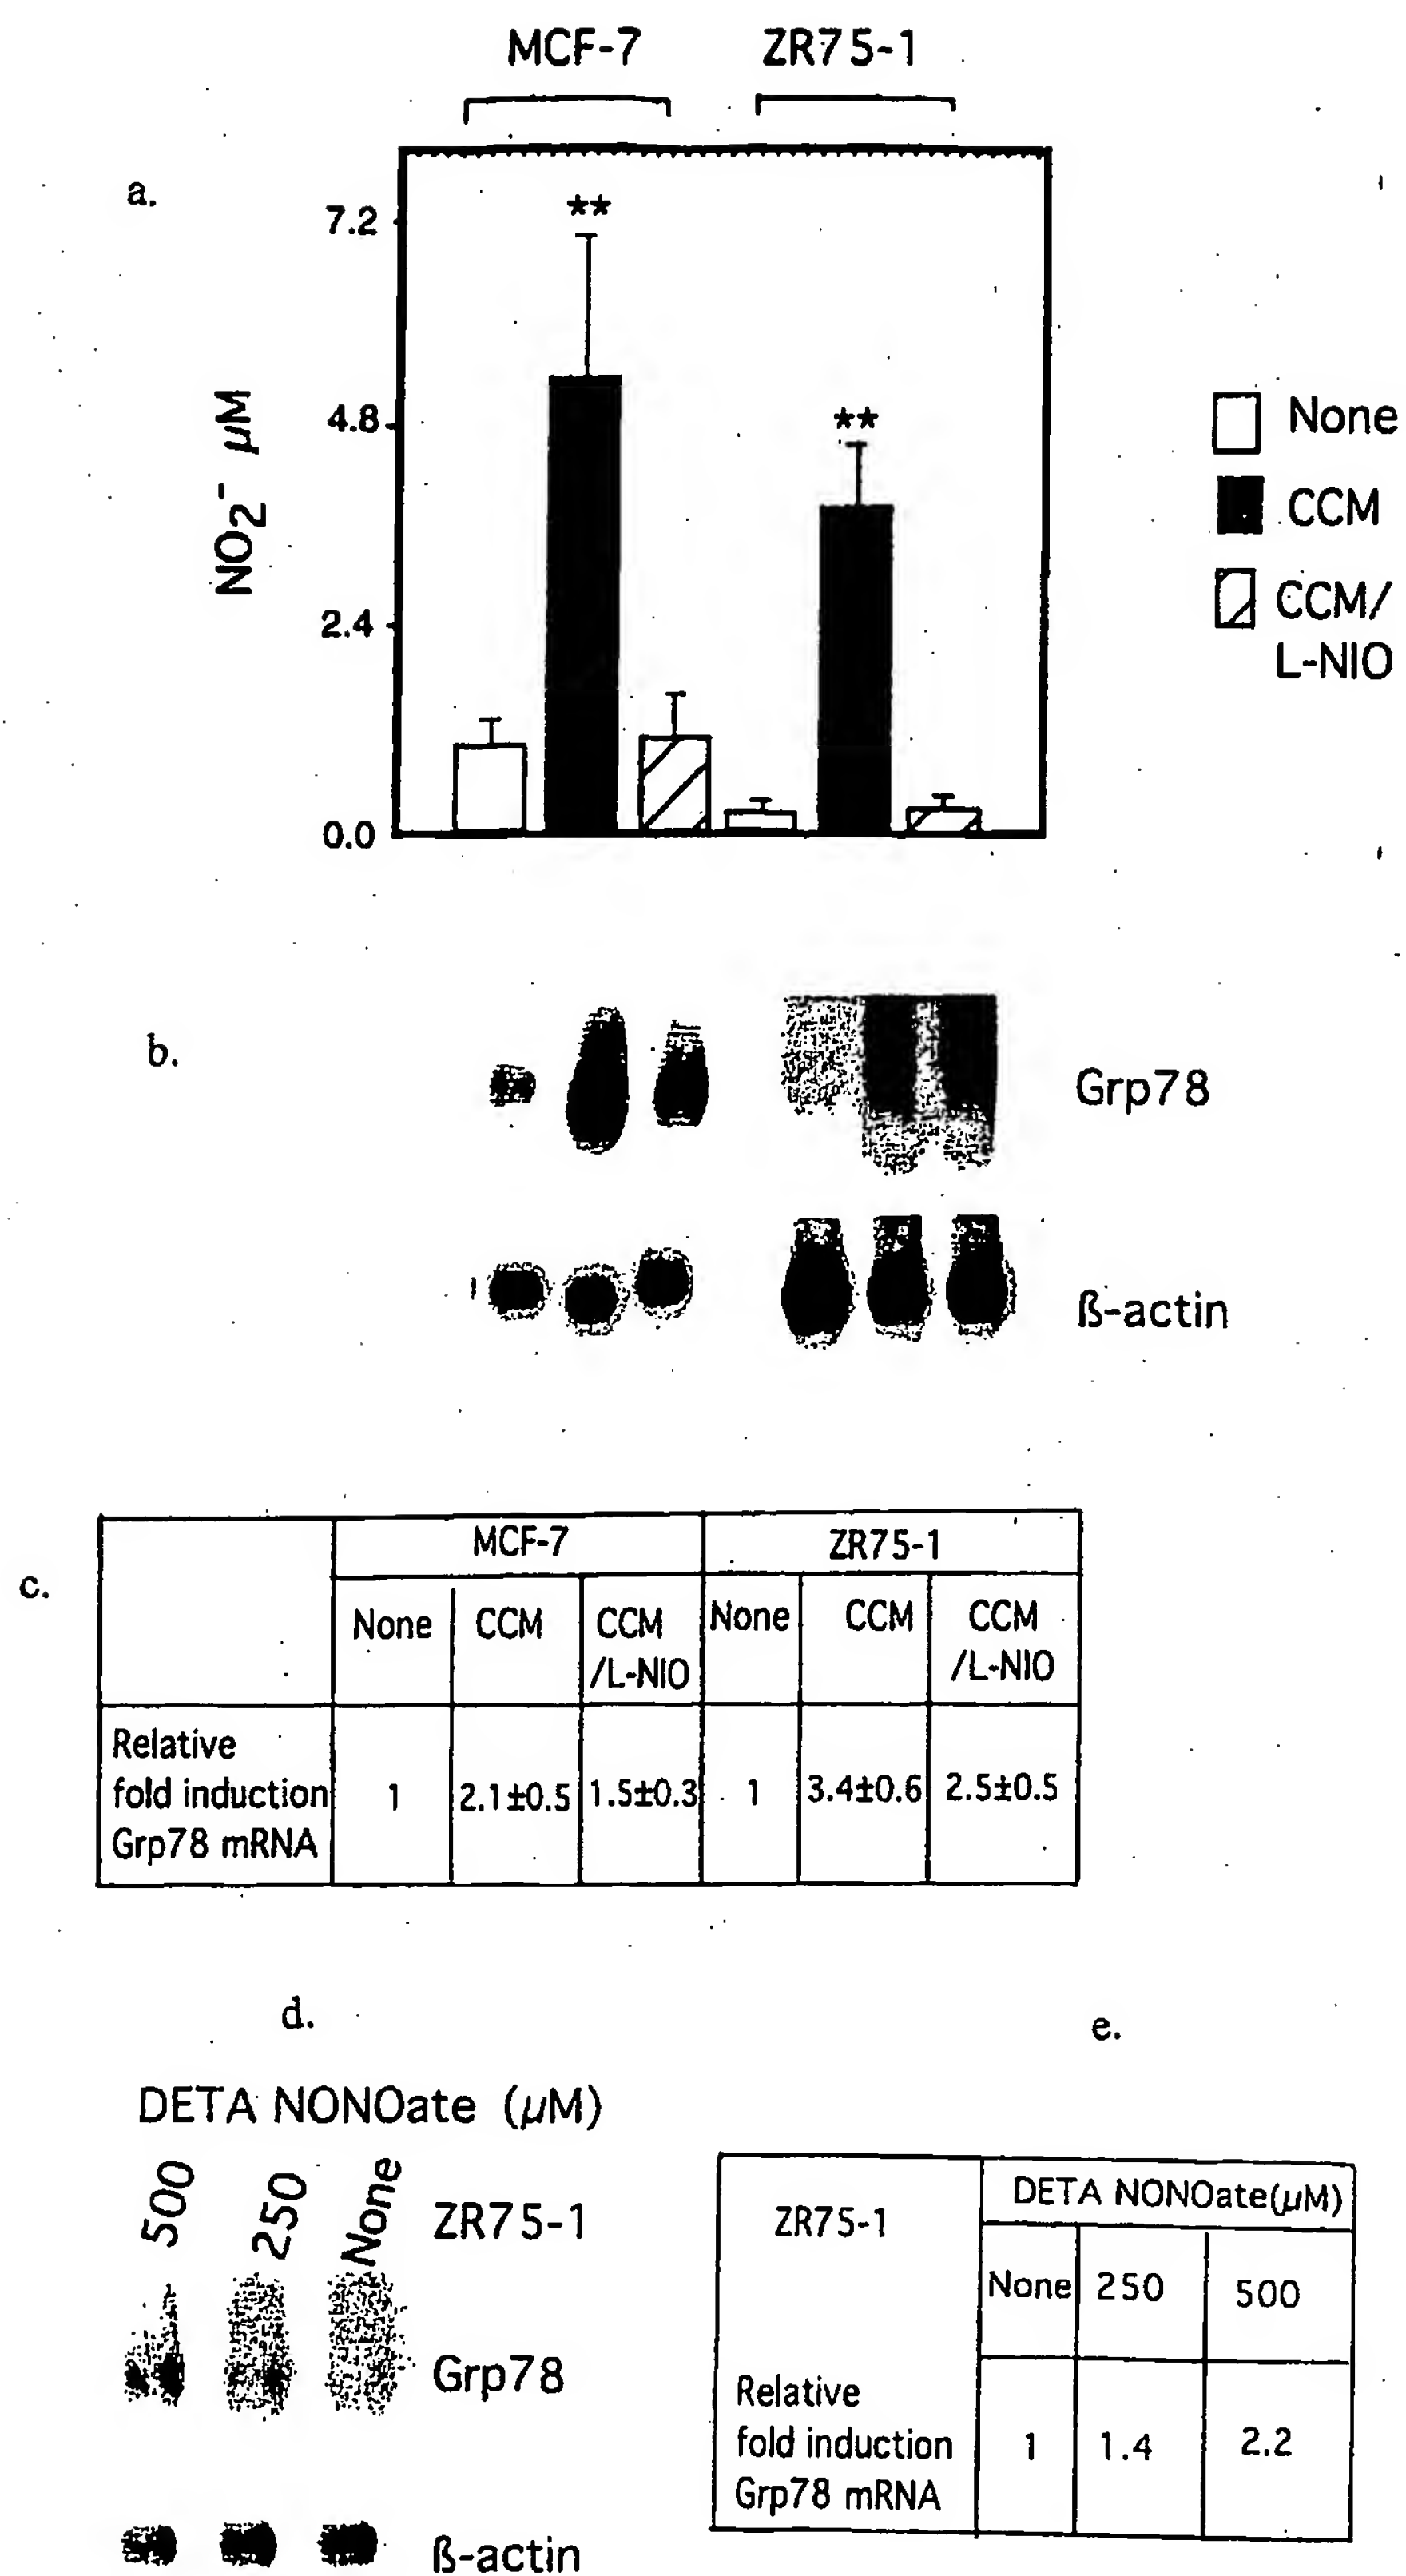 MCF-7 ZR75-1
a.
7.2
**
4.8
**
2.4
0.0
NO2⁻ µM
None
CCM
CCM/
L-NIO
b.
Grp78
ß-actin
c.
MCF-7 ZR75-1
None CCM CCM /L-NIO None CCM CCM /L-NIO
Relative
fold induction 1 2.1±0.5 1.5±0.3 1 3.4±0.6 2.5±0.5
Grp78 mRNA
d.
DETA NONOate (µM)
500 250 None ZR75-1
Grp78
ß-actin
e.
ZR75-1
DETA NONOate(µM)
None 250 500
Relative
fold induction 1 1.4 2.2
Grp78 mRNA